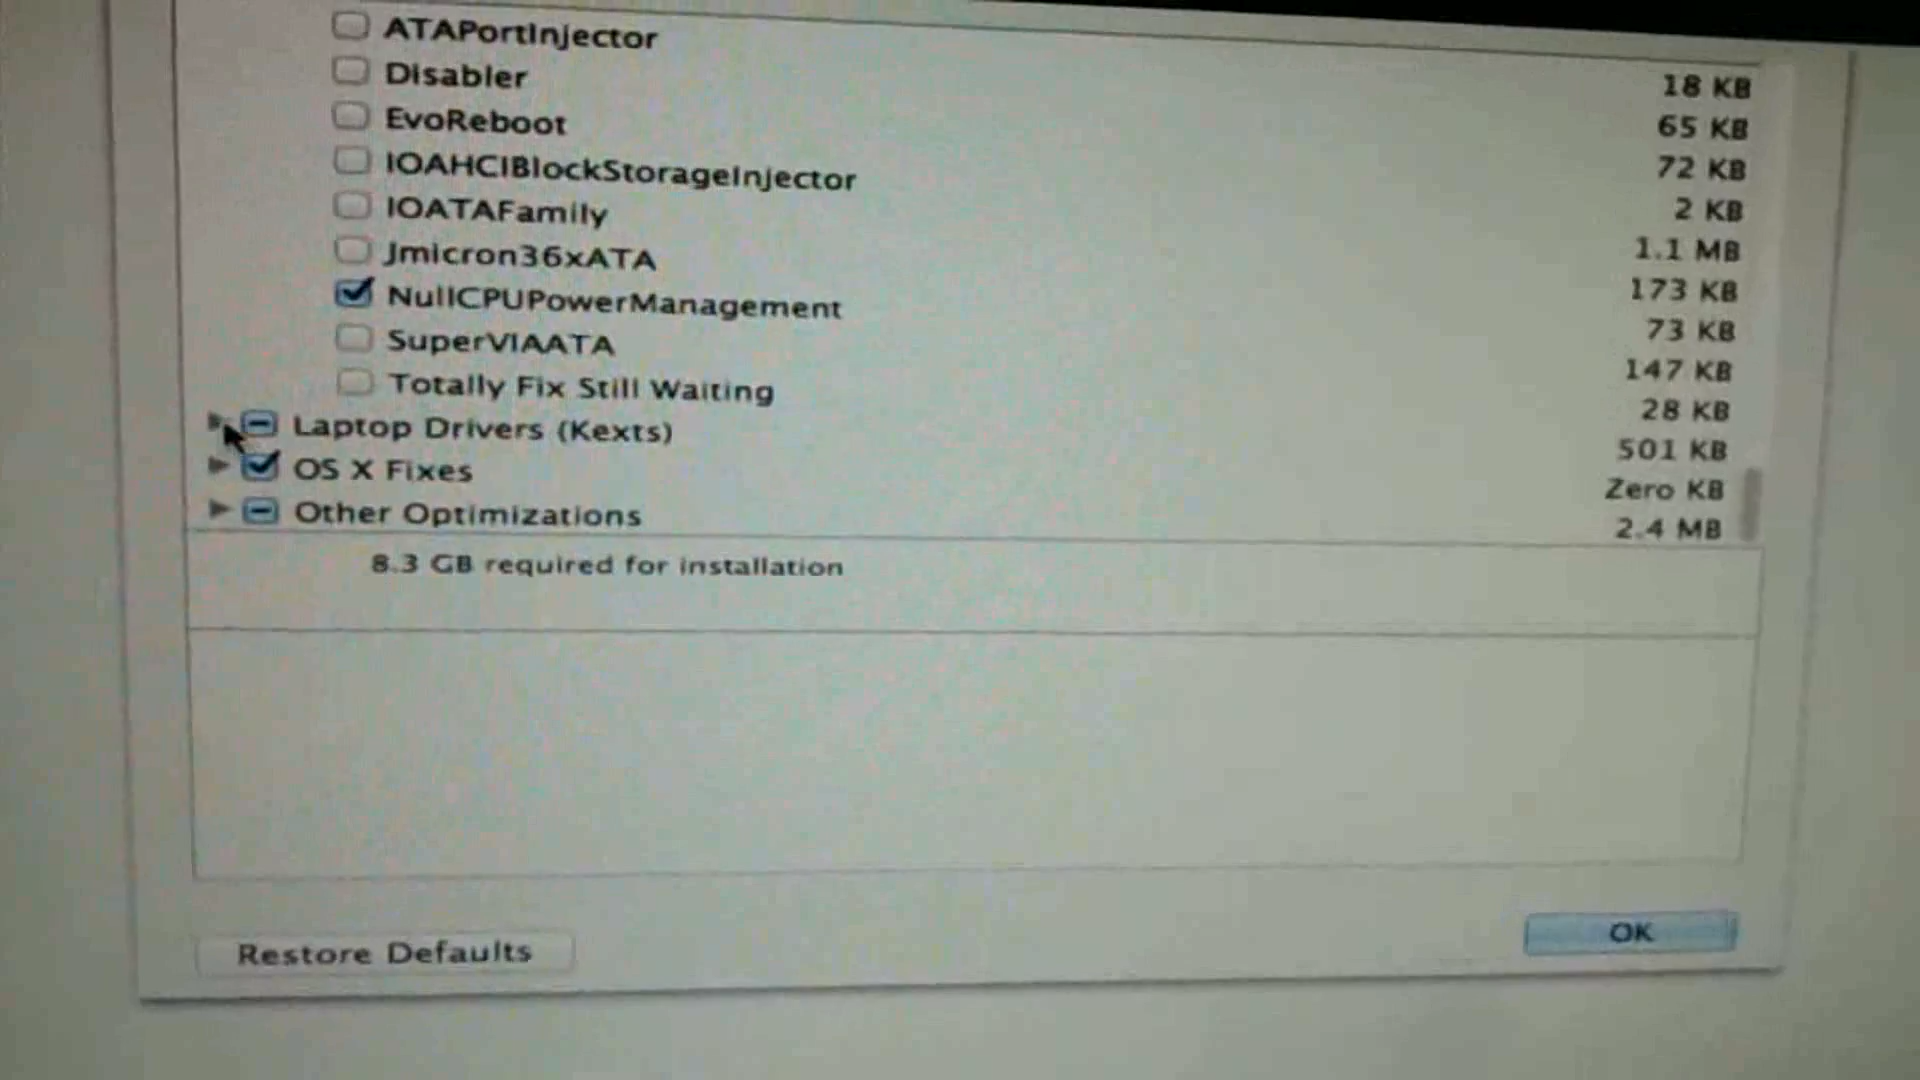 ATAPortInjector 18 KB
Disabler 65 KB
EvoReboot 72 KB
IOAHCIBlockStorageInjector 2 KB
IOATAFamily 1.1 MB
Jmicron36xATA 173 KB
NullCPUPowerManagement 73 KB
SuperVIAATA 147 KB
Totally Fix Still Waiting 28 KB
Laptop Drivers (Kexts) 501 KB
OS X Fixes Zero KB
Other Optimizations 2.4 MB
8.3 GB required for installation
Restore Defaults OK